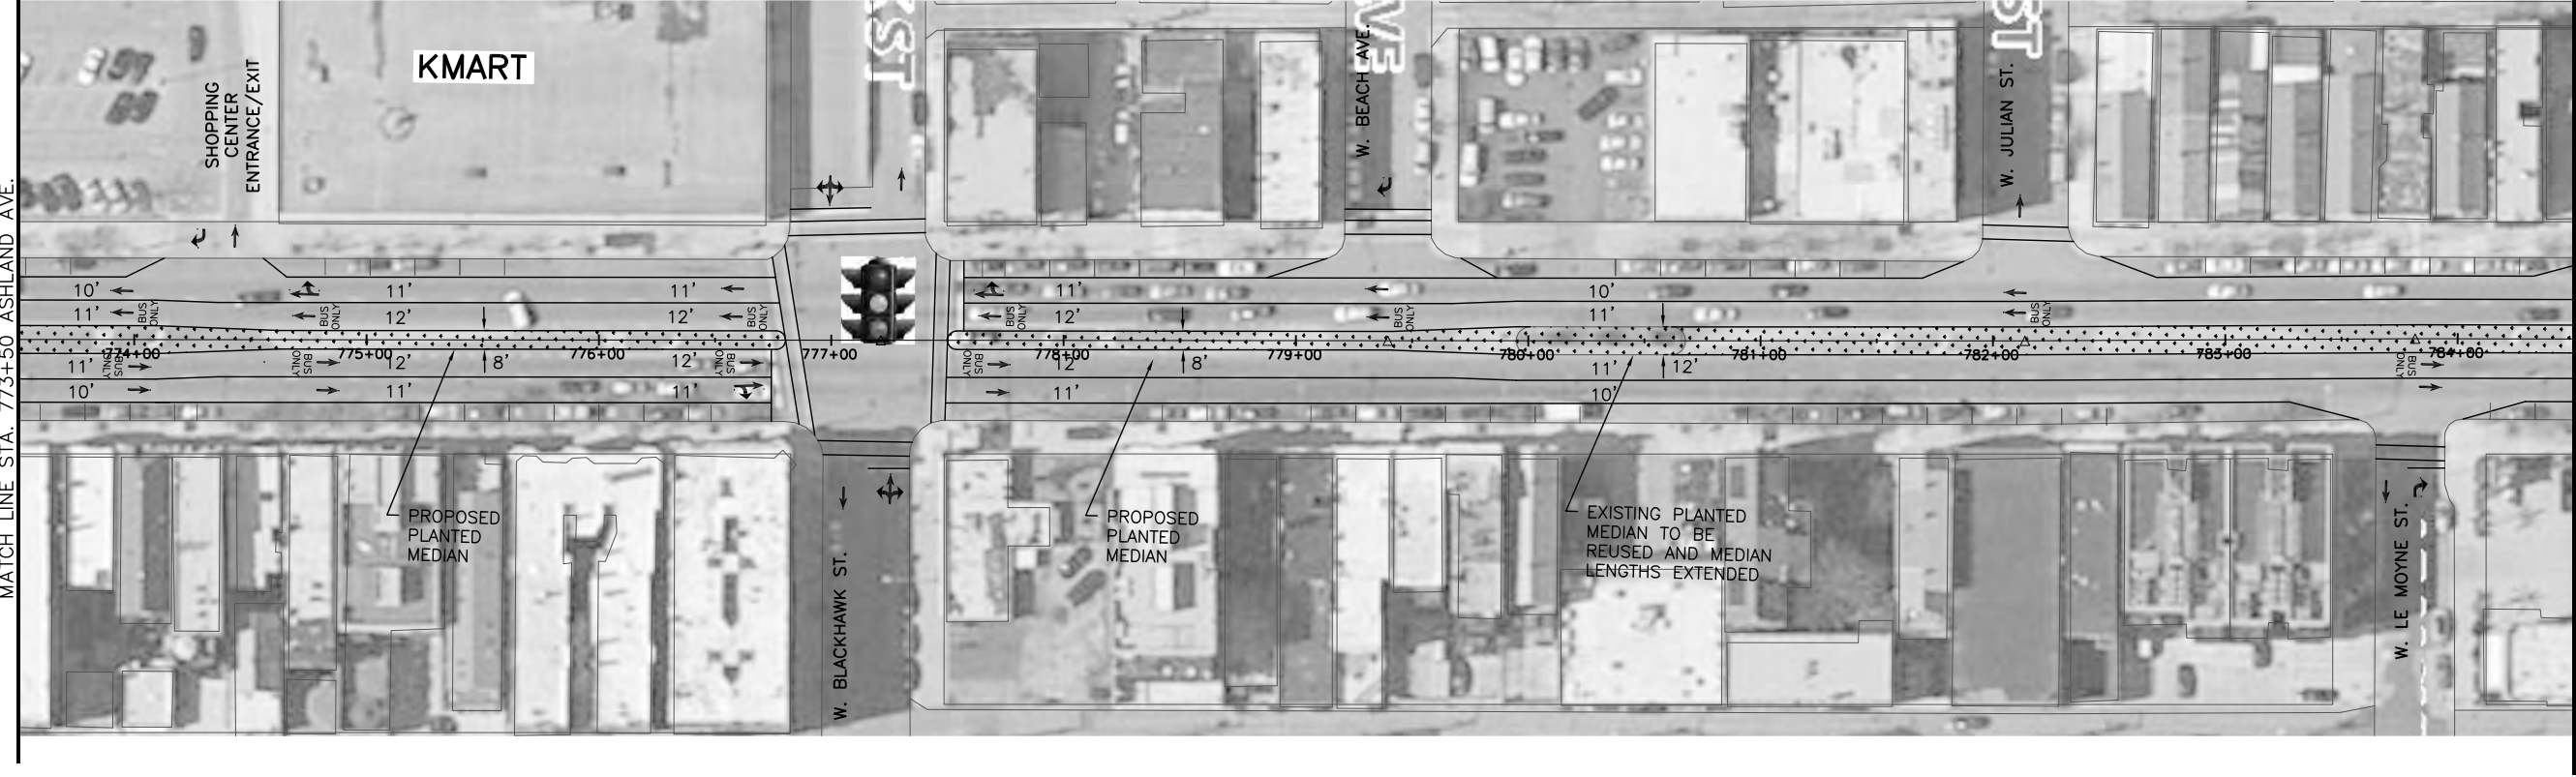 MATCH LINE STA. 773+50 ASHLAND AVE.
SHOPPING
CENTER
ENTRANCE/EXIT
KMART
KST
AVE
W. BEACH AVE.
ST
W. JULIAN ST.
10'
11'
11'
11'
10'
11'
BUS
ONLY
BUS
ONLY
12'
12'
BUS
ONLY
BUS
ONLY
12'
BUS
ONLY
11'
BUS
ONLY
774+00
775+00
776+00
777+00
778+00
779+00
780+00
781+00
782+00
783+00
784+00
11'
BUS
ONLY
BUS
ONLY
12'
8'
12'
BUS
ONLY
BUS
ONLY
12'
8'
11'
12'
BUS
ONLY
10'
11'
11'
11'
10'
PROPOSED
PLANTED
MEDIAN
W. BLACKHAWK ST.
PROPOSED
PLANTED
MEDIAN
EXISTING PLANTED
MEDIAN TO BE
REUSED AND MEDIAN
LENGTHS EXTENDED
W. LE MOYNE ST.